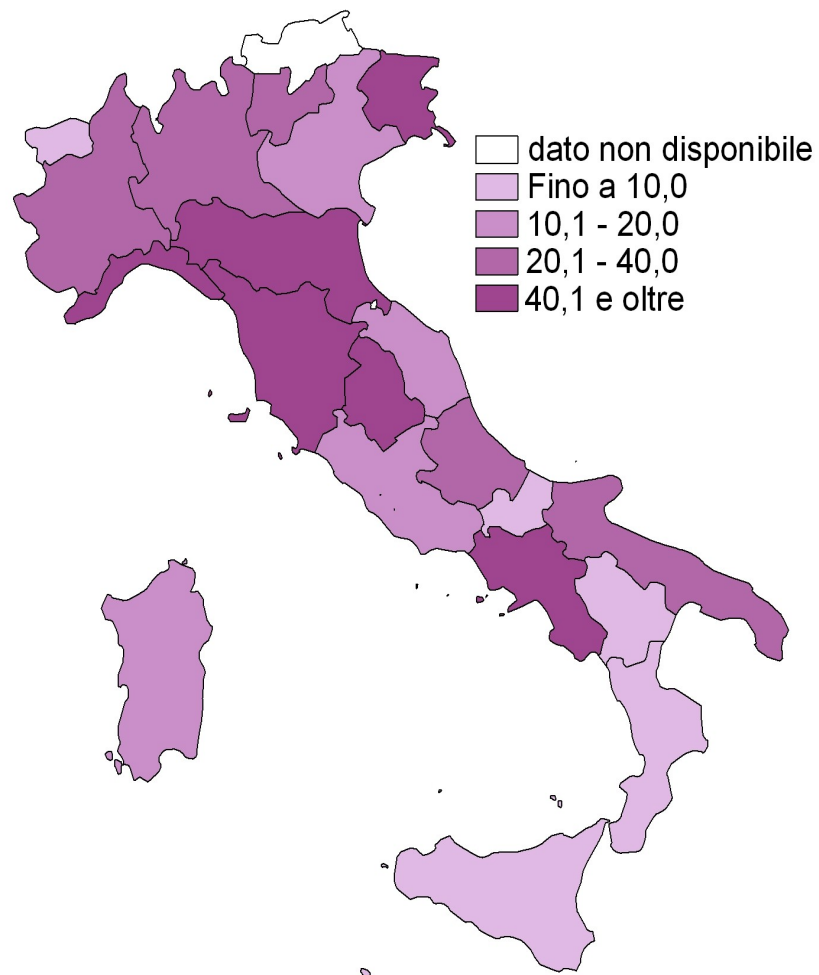 dato non disponibile
Fino a 10,0
10,1 - 20,0
20,1 - 40,0
40,1 e oltre